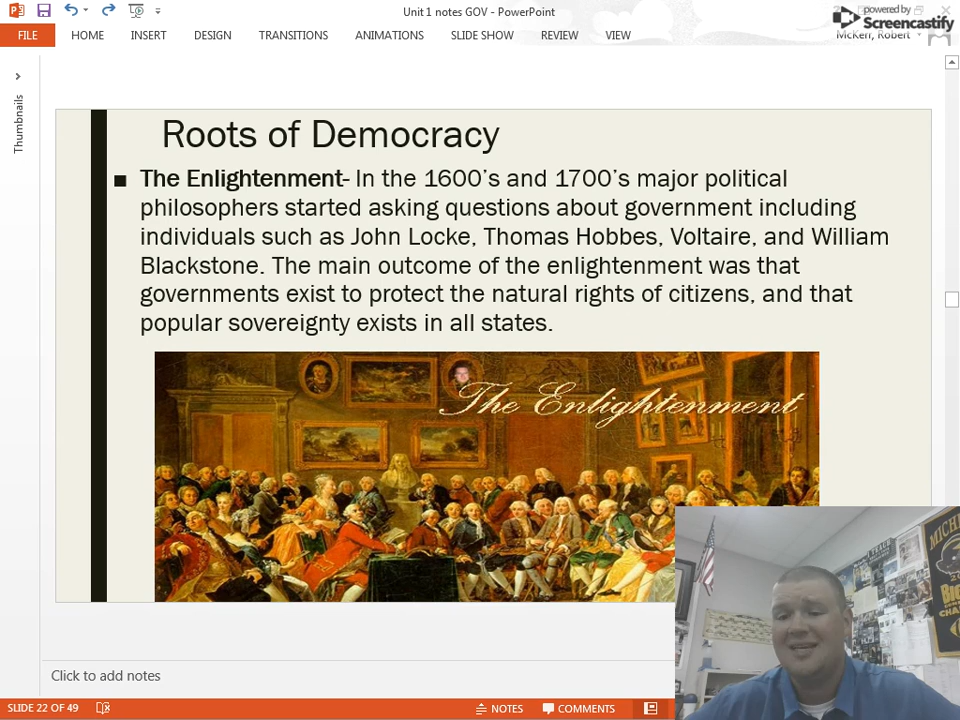 Unit 1 notes GOV - PowerPoint
powered by
Screencastify
FILE HOME INSERT DESIGN TRANSITIONS ANIMATIONS SLIDE SHOW REVIEW VIEW
McKerr, Robert
Thumbnails
Roots of Democracy
■ The Enlightenment- In the 1600’s and 1700’s major political
philosophers started asking questions about government including
individuals such as John Locke, Thomas Hobbes, Voltaire, and William
Blackstone. The main outcome of the enlightenment was that
governments exist to protect the natural rights of citizens, and that
popular sovereignty exists in all states.
The Enlightenment
Click to add notes
SLIDE 22 OF 49 NOTES COMMENTS